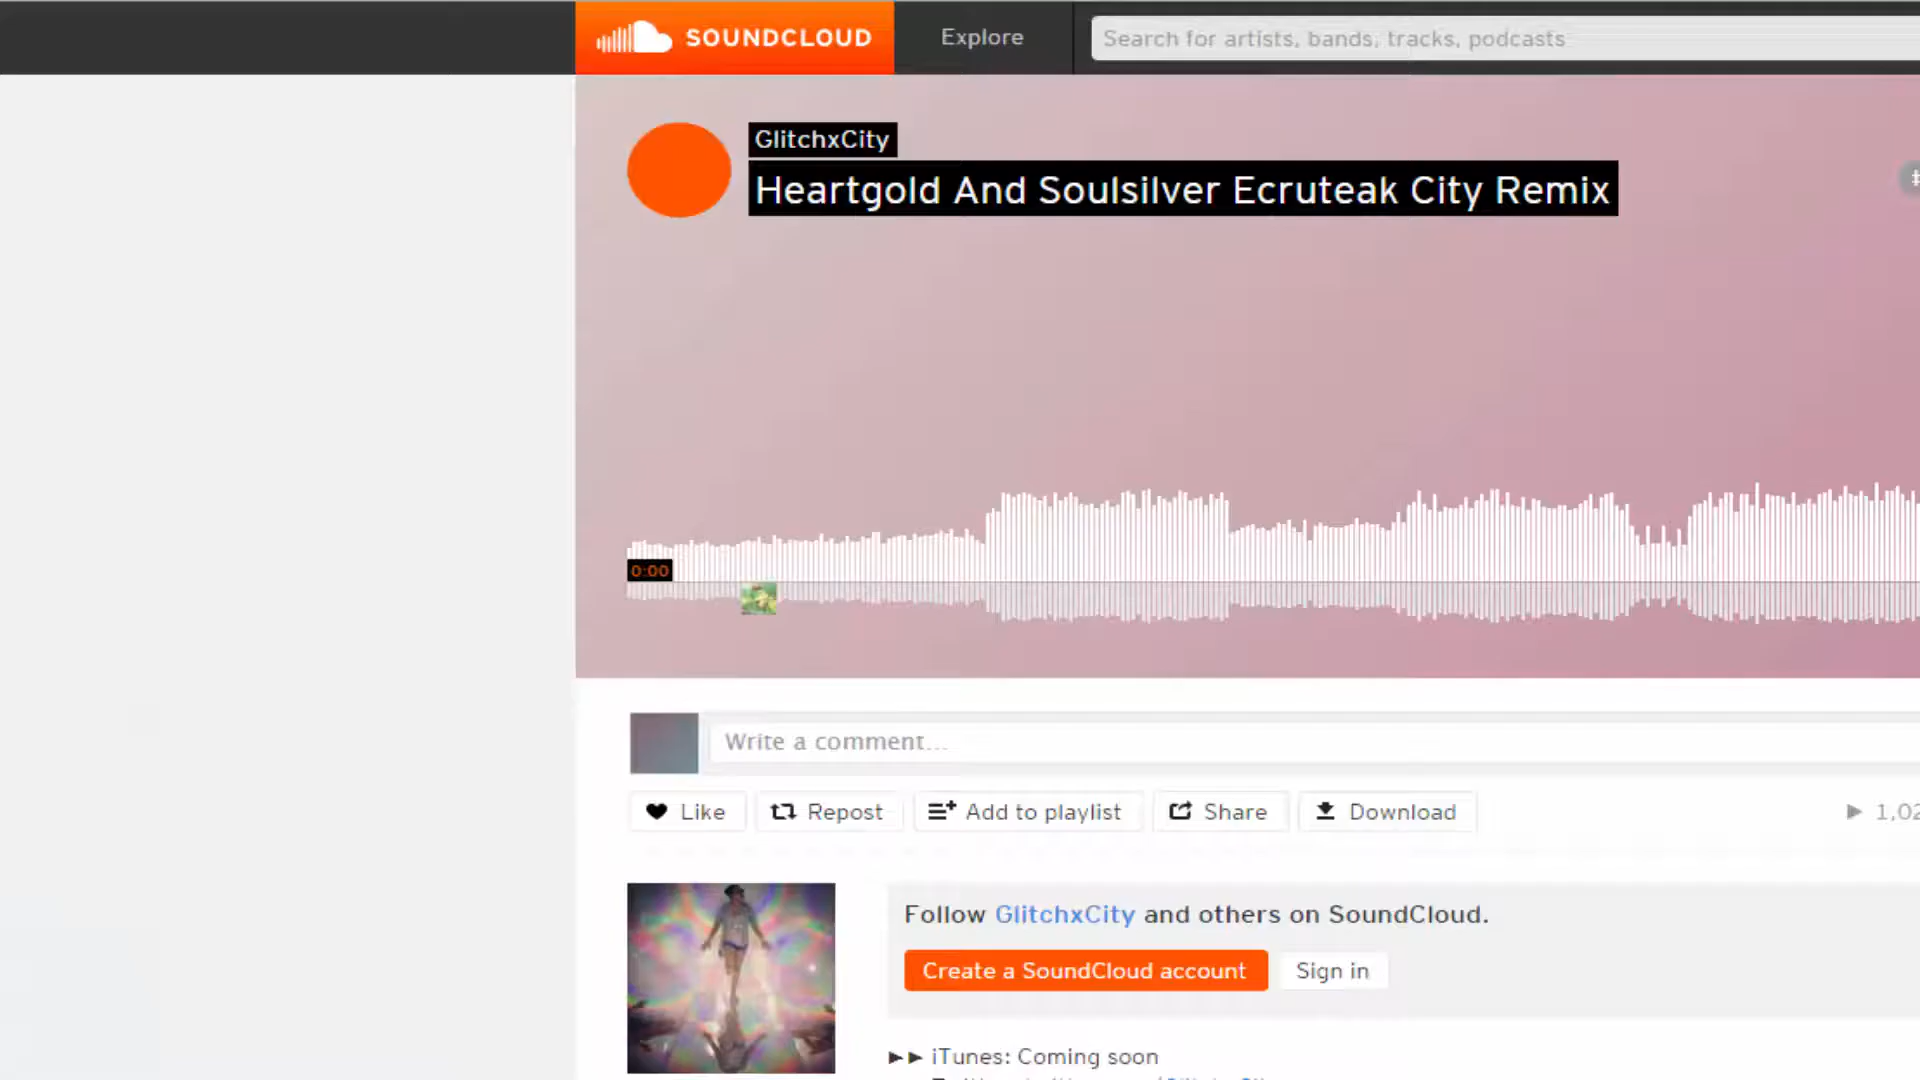 SOUNDCLOUD
Explore
Search for artists, bands, tracks, podcasts
GlitchxCity
Heartgold And Soulsilver Ecruteak City Remix
#
0:00
Write a comment...
Like
Repost
Add to playlist
Share
Download
1,02
Follow GlitchxCity and others on SoundCloud.
Create a SoundCloud account
Sign in
►► iTunes: Coming soon